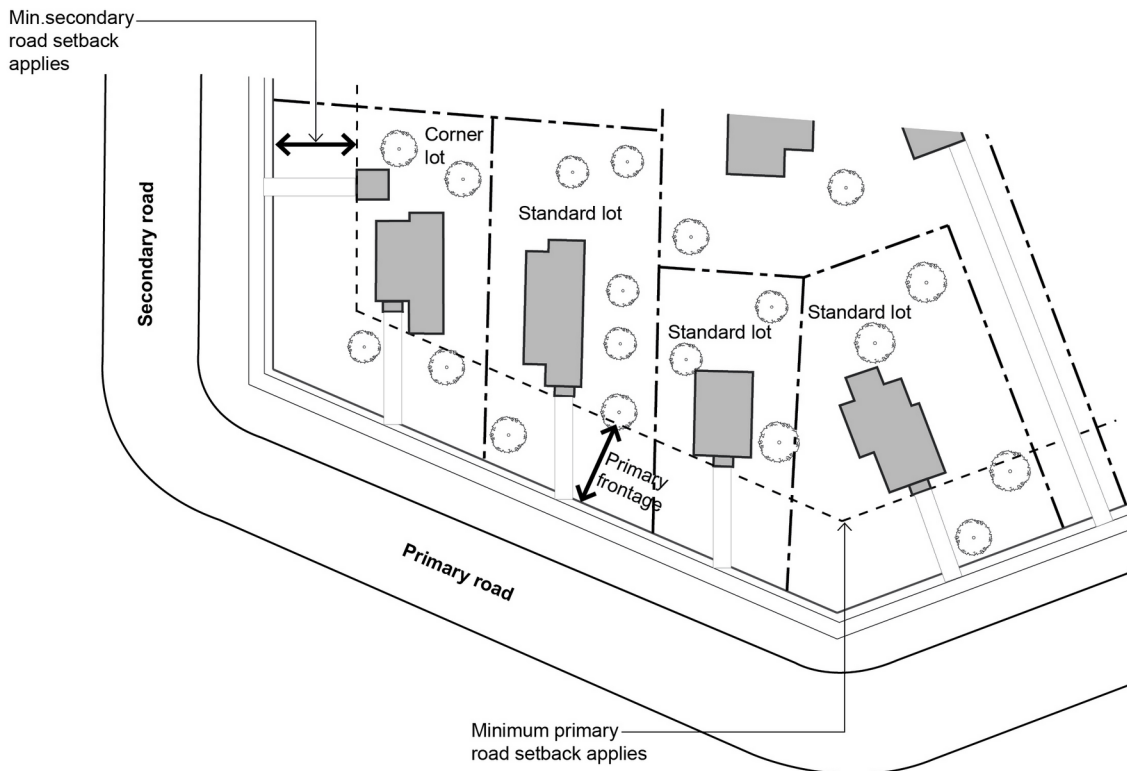 Min.secondary
road setback
applies
Corner
lot
Standard lot
Standard lot
Standard lot
Secondary road
Primary
frontage
Primary road
Minimum primary
road setback applies